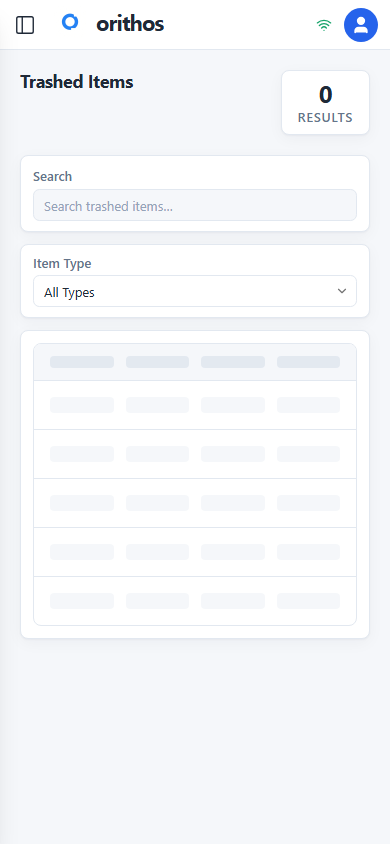 orithos
Trashed Items
0
RESULTS
Search
Search trashed items...
Item Type
All Types